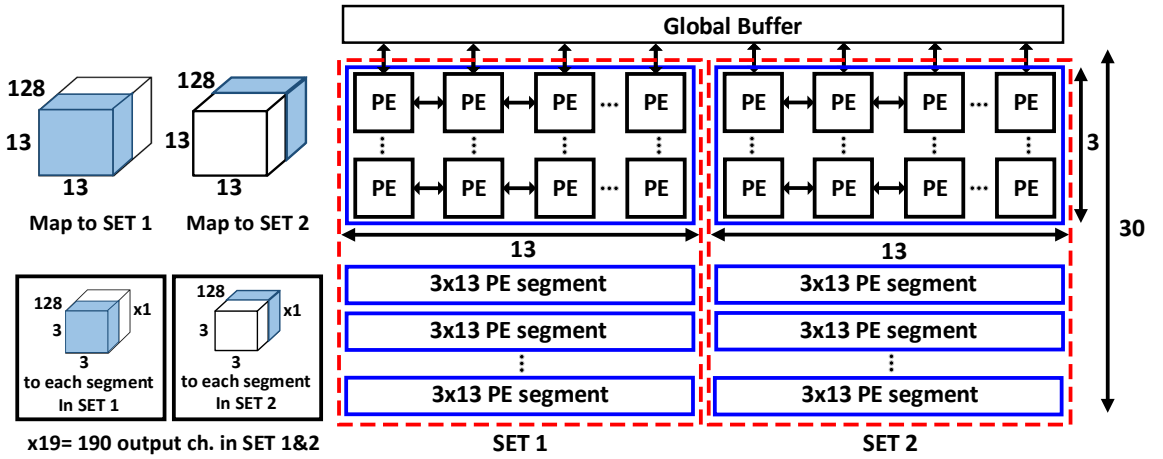 Global Buffer
128
13
13
Map to SET 1
128
13
13
Map to SET 2
PE PE PE ... PE
PE PE PE ... PE
13
PE PE PE ... PE
PE PE PE ... PE
13
3
30
3x13 PE segment
3x13 PE segment
3x13 PE segment
3x13 PE segment
3x13 PE segment
3x13 PE segment
128
x1
3
3
to each segment
In SET 1
128
x1
3
3
to each segment
In SET 2
x19= 190 output ch. in SET 1&2
SET 1
SET 2